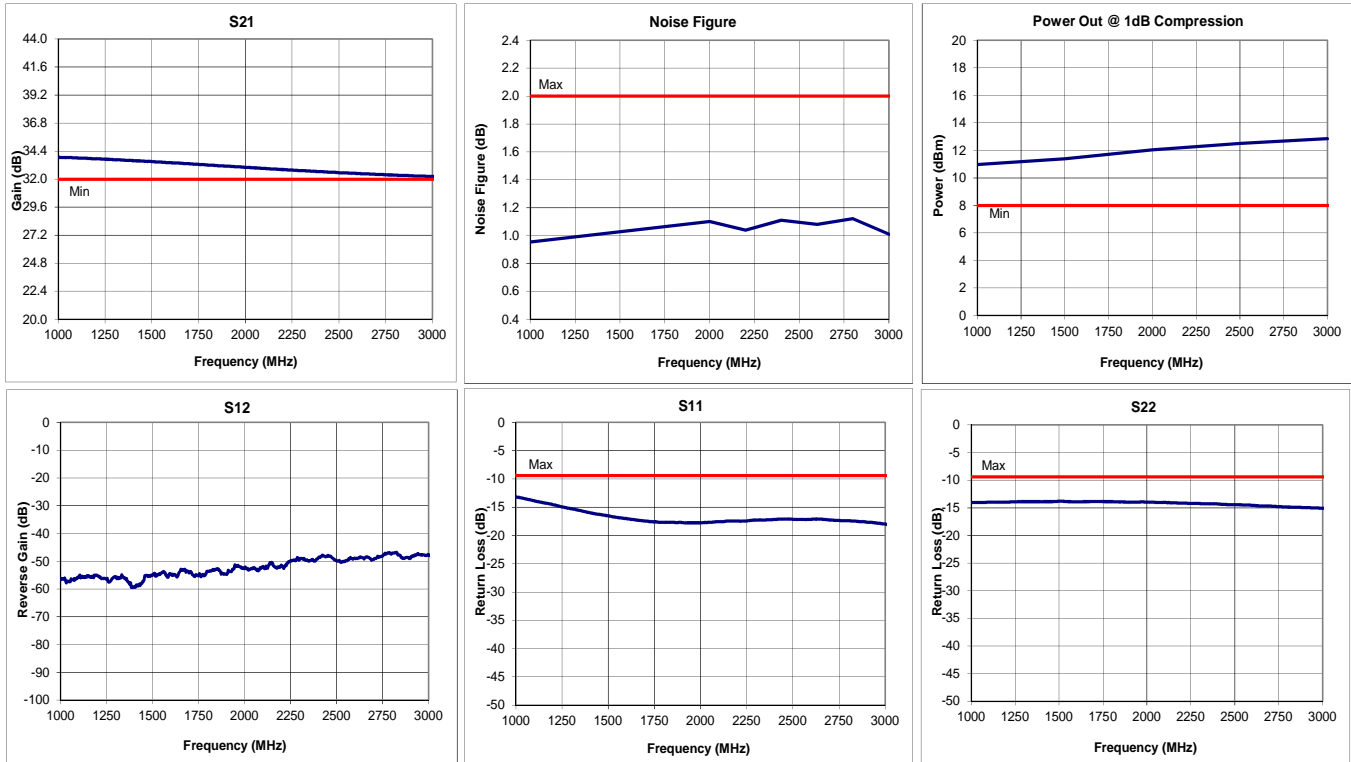 S21
Gain (dB)
44.0
41.6
39.2
36.8
34.4
32.0
29.6
27.2
24.8
22.4
20.0
Min
1000 1250 1500 1750 2000 2250 2500 2750 3000
Frequency (MHz)
Noise Figure
Noise Figure (dB)
2.4
2.2
2.0
1.8
1.6
1.4
1.2
1.0
0.8
0.6
0.4
Max
1000 1250 1500 1750 2000 2250 2500 2750 3000
Frequency (MHz)
Power Out @ 1dB Compression
Power (dBm)
20
18
16
14
12
10
8
6
4
2
0
Min
1000 1250 1500 1750 2000 2250 2500 2750 3000
Frequency (MHz)
S12
Reverse Gain (dB)
0
-10
-20
-30
-40
-50
-60
-70
-80
-90
-100
1000 1250 1500 1750 2000 2250 2500 2750 3000
Frequency (MHz)
S11
Return Loss (dB)
0
-5
-10
-15
-20
-25
-30
-35
-40
-45
-50
Max
1000 1250 1500 1750 2000 2250 2500 2750 3000
Frequency (MHz)
S22
Return Loss (dB)
0
-5
-10
-15
-20
-25
-30
-35
-40
-45
-50
Max
1000 1250 1500 1750 2000 2250 2500 2750 3000
Frequency (MHz)